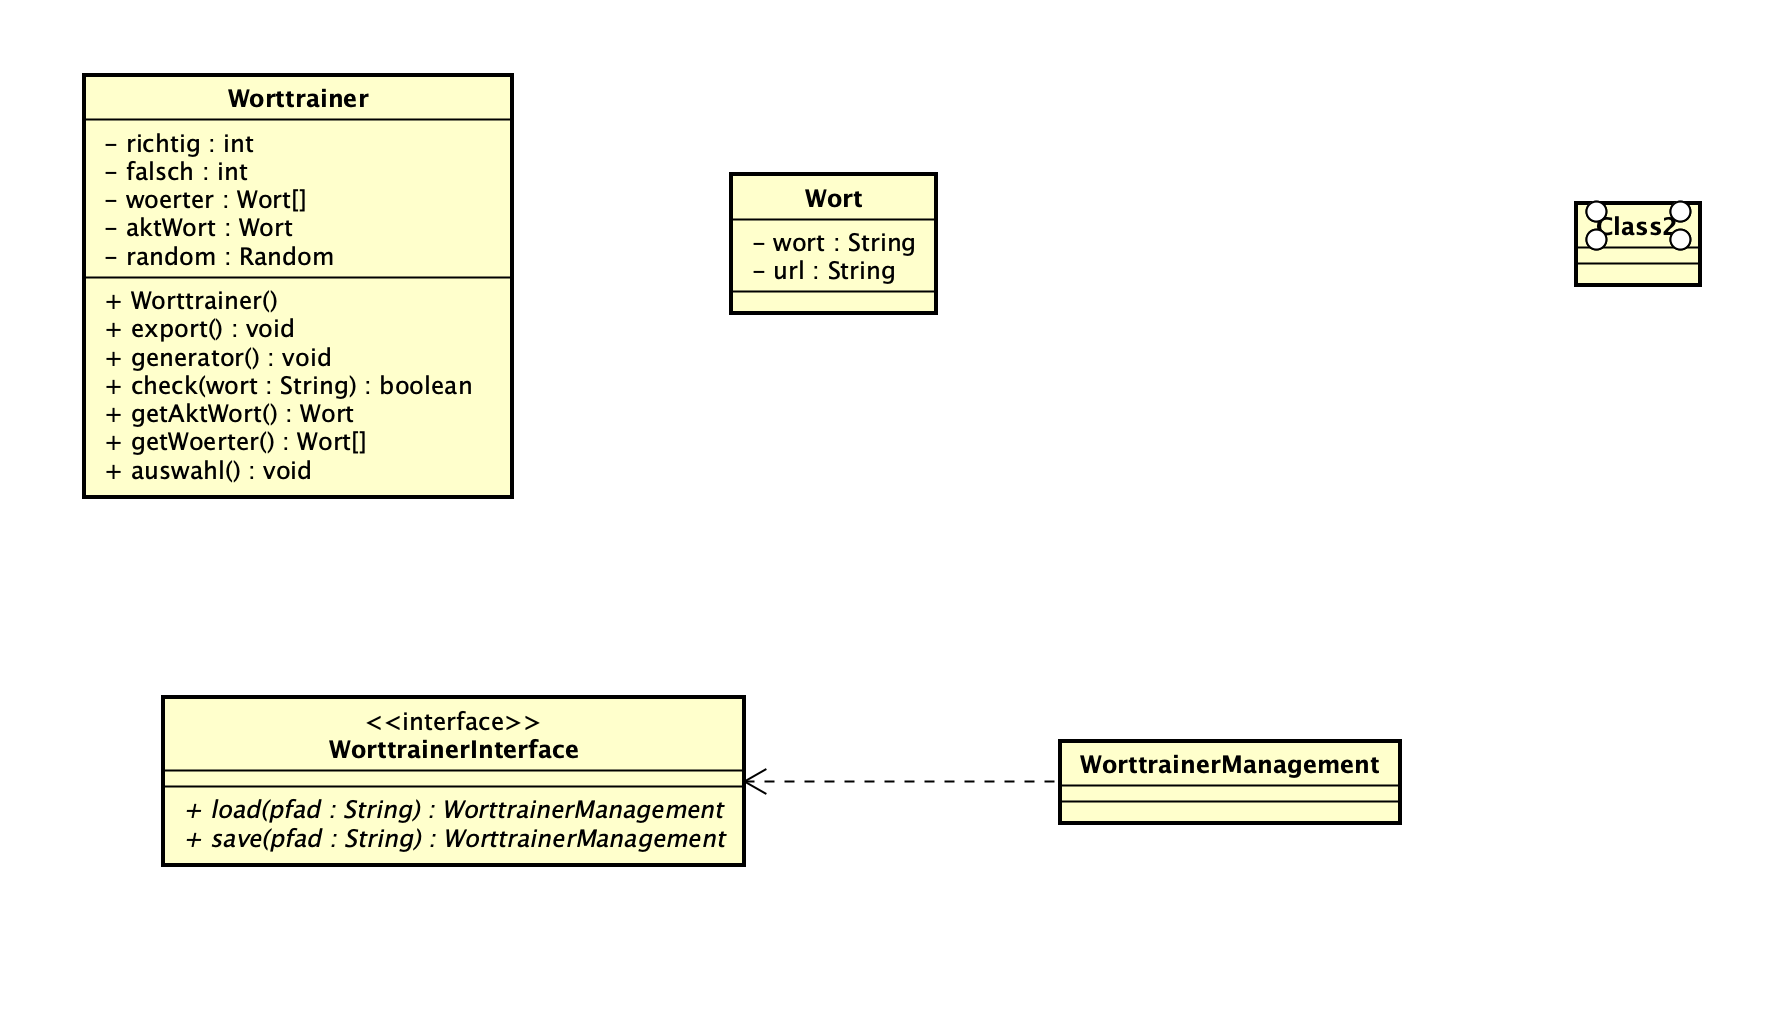 Worttrainer
- richtig : int
- falsch : int
- woerter : Wort[]
- aktWort : Wort
- random : Random
+ Worttrainer()
+ export() : void
+ generator() : void
+ check(wort : String) : boolean
+ getAktWort() : Wort
+ getWoerter() : Wort[]
+ auswahl() : void
Wort
- wort : String
- url : String
Class2
<<interface>>
WorttrainerInterface
+ load(pfad : String) : WorttrainerManagement
+ save(pfad : String) : WorttrainerManagement
WorttrainerManagement